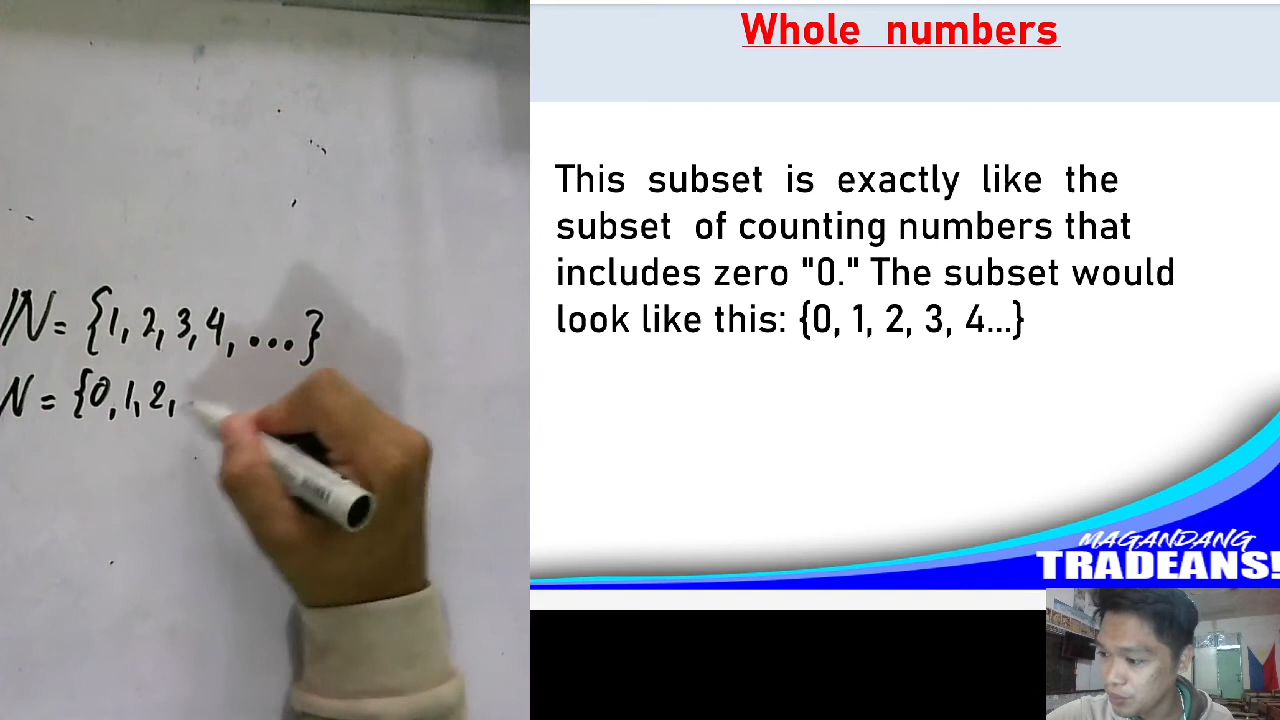 ℕ = {1, 2, 3, 4, ...}
N = {0, 1, 2,
Whole numbers
This subset is exactly like the
subset of counting numbers that
includes zero "0." The subset would
look like this: {0, 1, 2, 3, 4...}
MAGANDANG
TRADEANS!